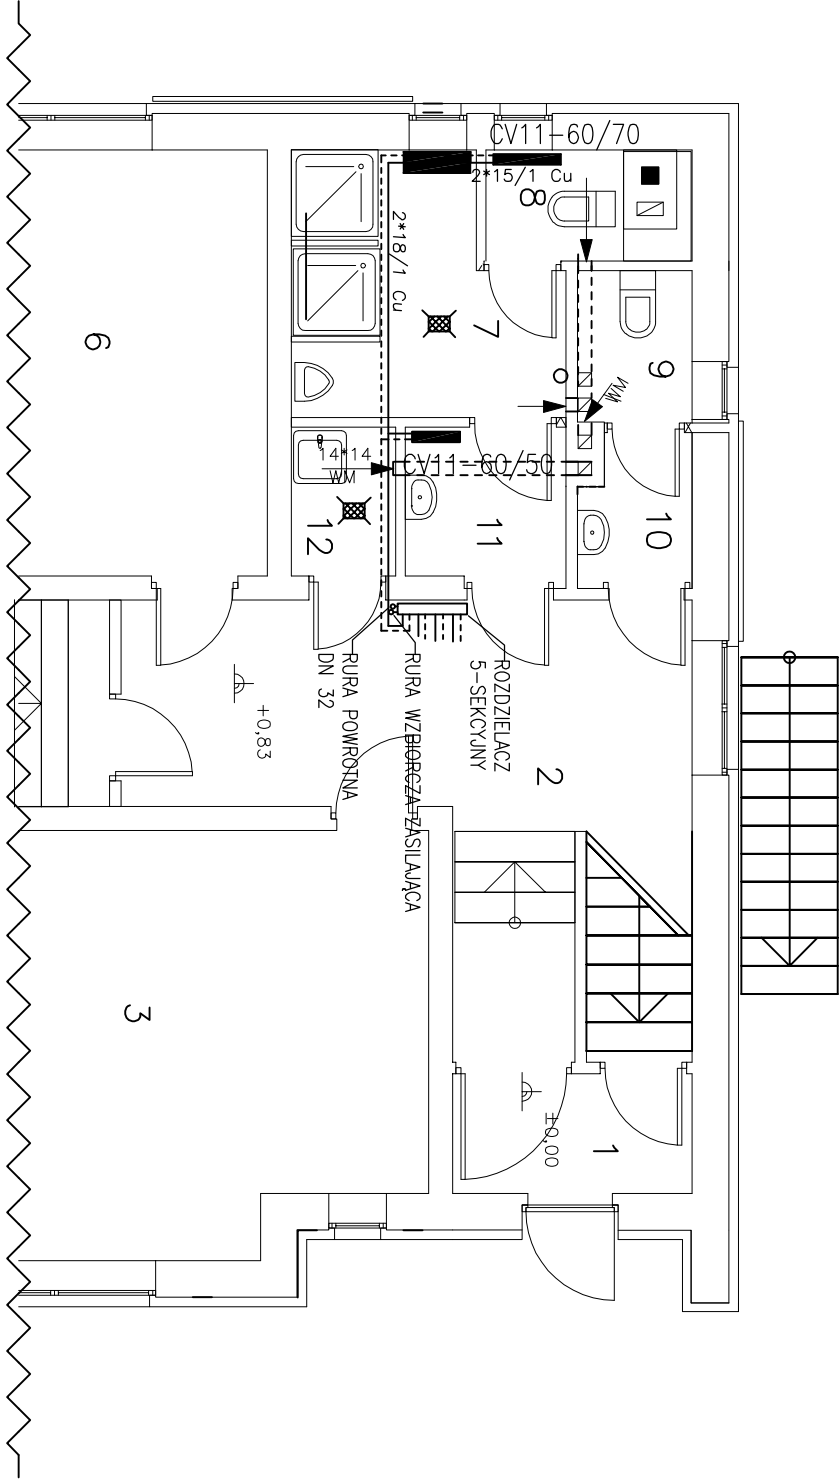 CV11-60/70
2*15/1 Cu
8
2*18/1 Cu
7
6
9
WM
14*14
WM
CV11-60/50
12
11
10
ROZDZIELACZ
5-SEKCYJNY
RURA WZBIORCZA ZASILAJĄCA
RURA POWROTNA
DN 32
+0,83
2
3
±0,00
1